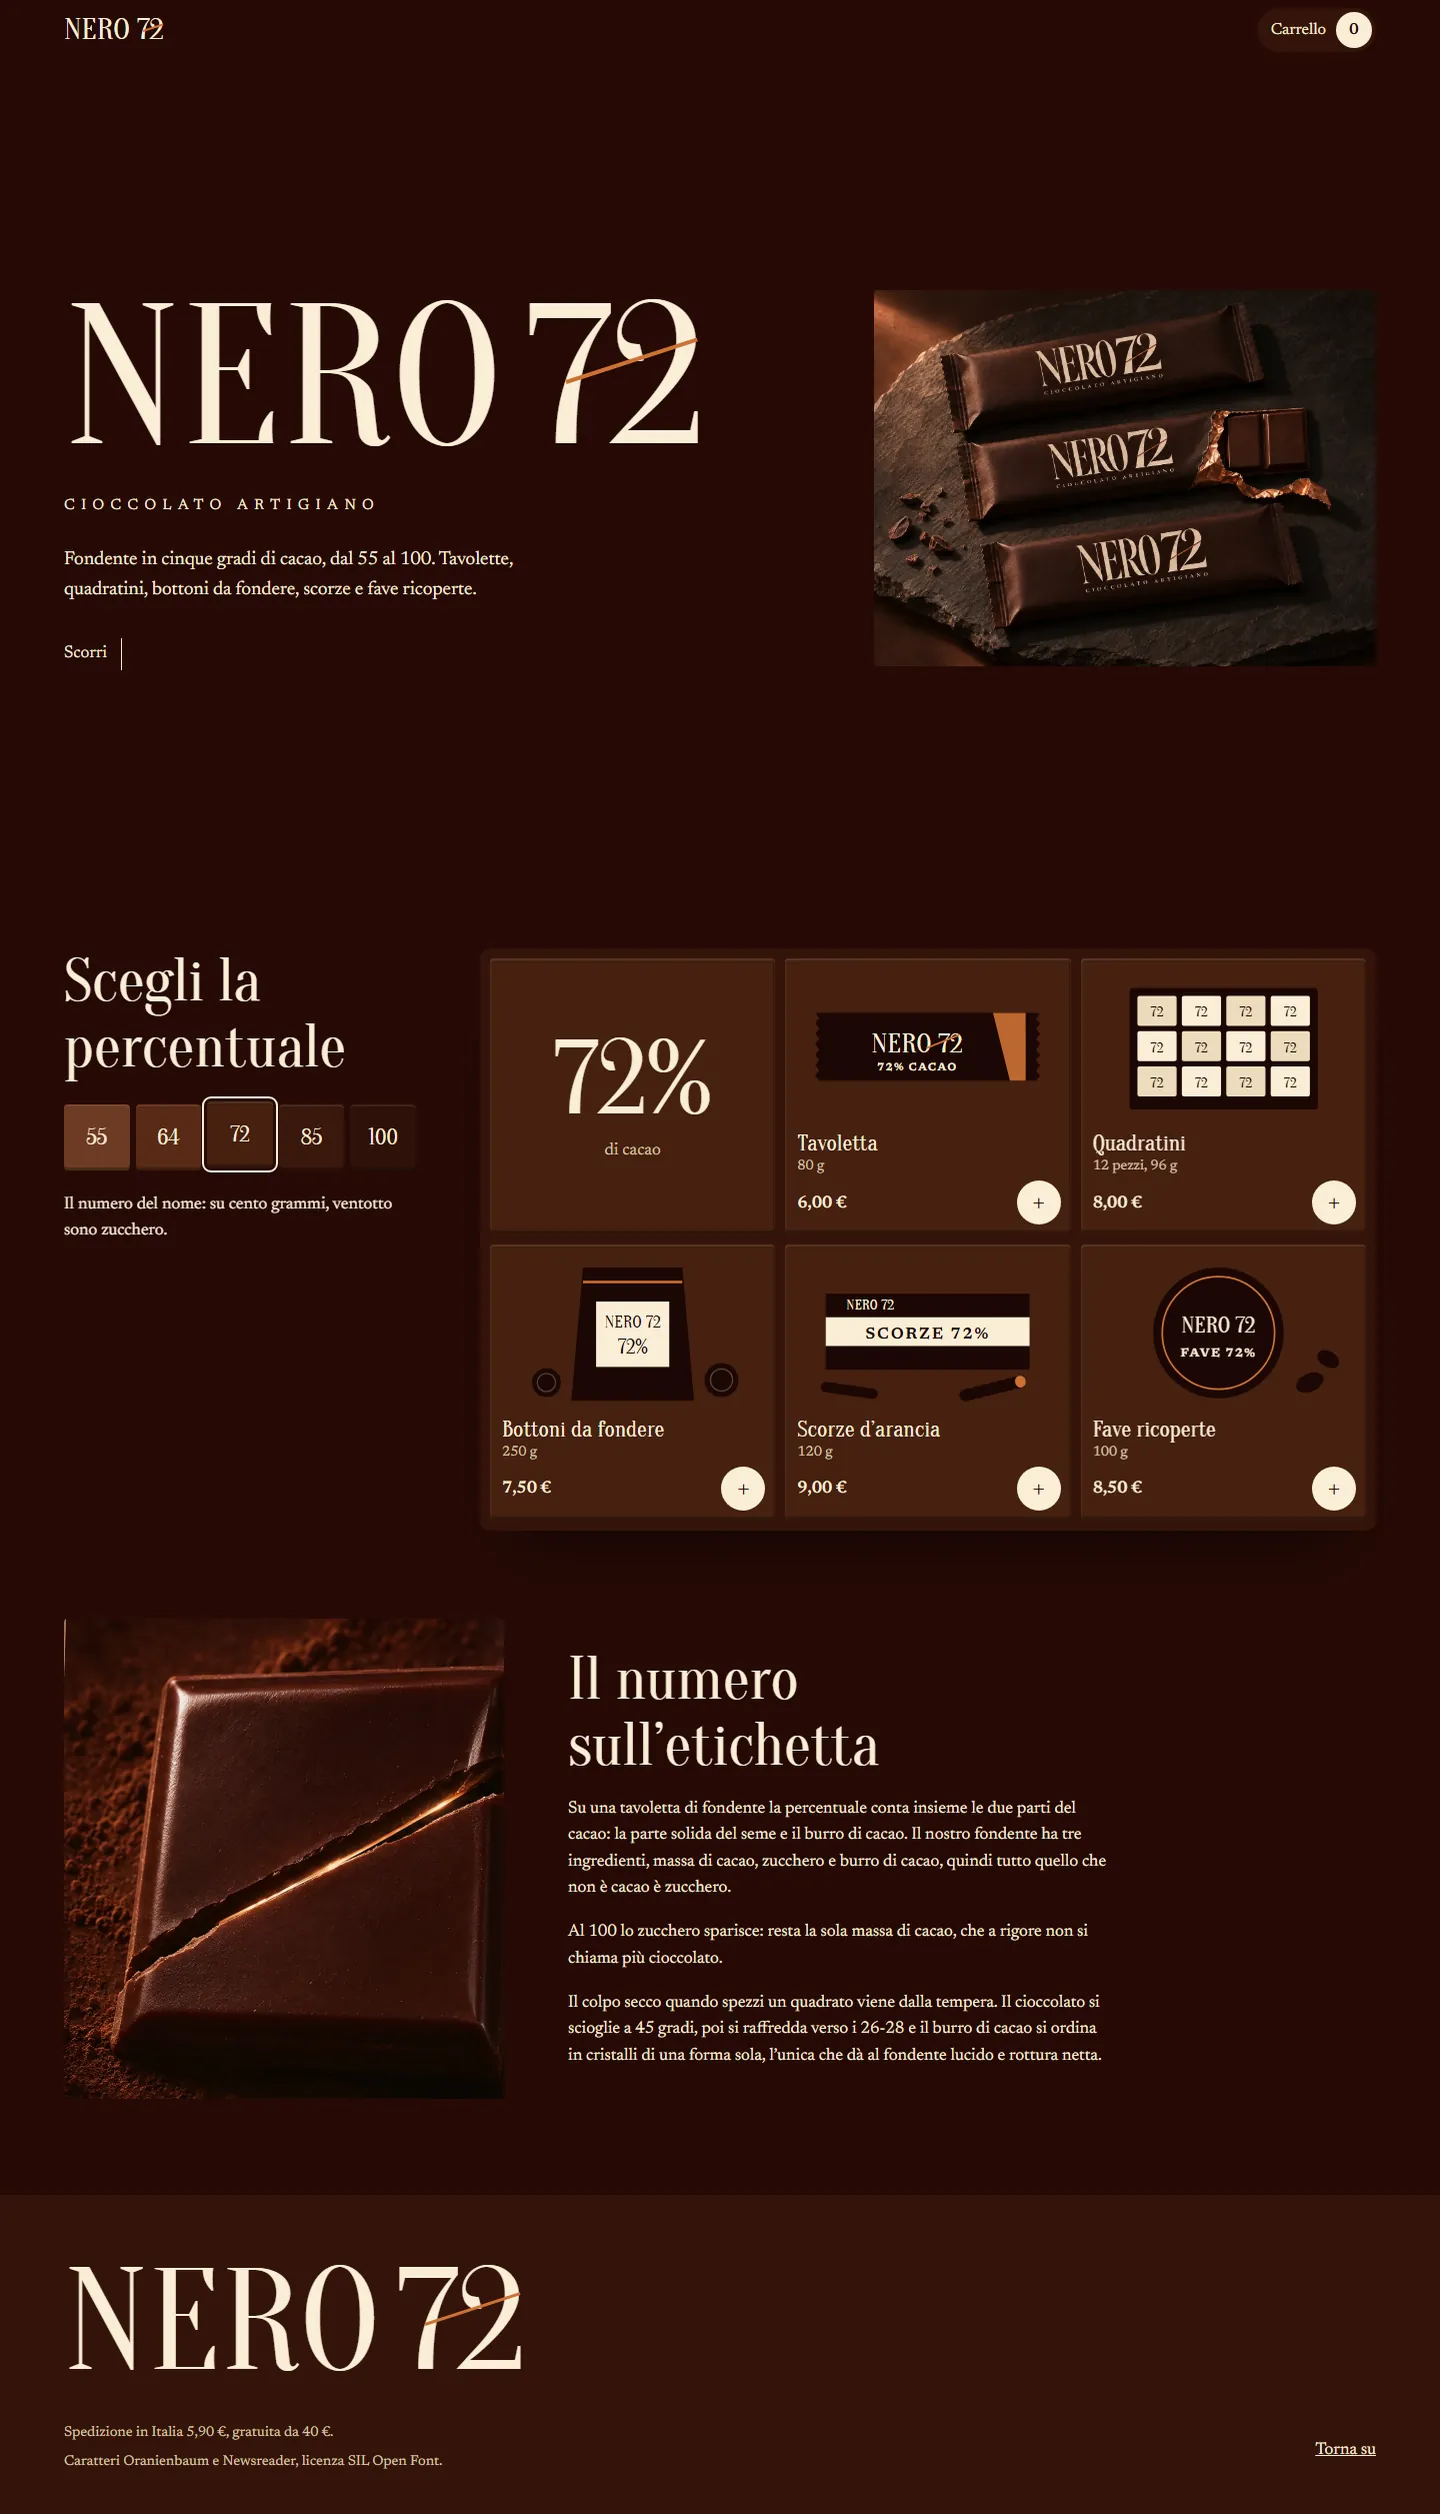 NERO 72
Carrello 0
NERO 72
CIOCCOLATO ARTIGIANO
Fondente in cinque gradi di cacao, dal 55 al 100. Tavolette,
quadratini, bottoni da fondere, scorze e fave ricoperte.
Scorri
NERO 72
CIOCCOLATO ARTIGIANO
NERO 72
CIOCCOLATO ARTIGIANO
NERO 72
CIOCCOLATO ARTIGIANO
Scegli la
percentuale
55 64 72 85 100
Il numero del nome: su cento grammi, ventotto
sono zucchero.
72%
di cacao
NERO 72
72% CACAO
Tavoletta
80 g
6,00 € +
72 72 72 72
72 72 72 72
72 72 72 72
Quadratini
12 pezzi, 96 g
8,00 € +
NERO 72
72%
Bottoni da fondere
250 g
7,50 € +
NERO 72
SCORZE 72%
Scorze d’arancia
120 g
9,00 € +
NERO 72
FAVE 72%
Fave ricoperte
100 g
8,50 € +
Il numero
sull’etichetta
Su una tavoletta di fondente la percentuale conta insieme le due parti del
cacao: la parte solida del seme e il burro di cacao. Il nostro fondente ha tre
ingredienti, massa di cacao, zucchero e burro di cacao, quindi tutto quello che
non è cacao è zucchero.
Al 100 lo zucchero sparisce: resta la sola massa di cacao, che a rigore non si
chiama più cioccolato.
Il colpo secco quando spezzi un quadrato viene dalla tempera. Il cioccolato si
scioglie a 45 gradi, poi si raffredda verso i 26-28 e il burro di cacao si ordina
in cristalli di una forma sola, l’unica che dà al fondente lucido e rottura netta.
NERO 72
Spedizione in Italia 5,90 €, gratuita da 40 €.
Caratteri Oranienbaum e Newsreader, licenza SIL Open Font.
Torna su